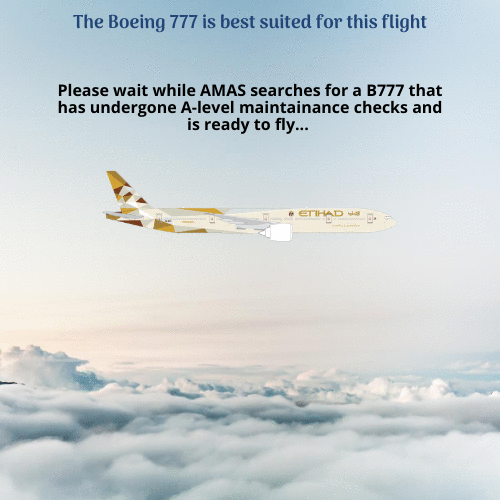 The Boeing 777 is best suited for this flight
Please wait while AMAS searches for a B777 that
has undergone A-level maintainance checks and
is ready to fly...
ETIHAD